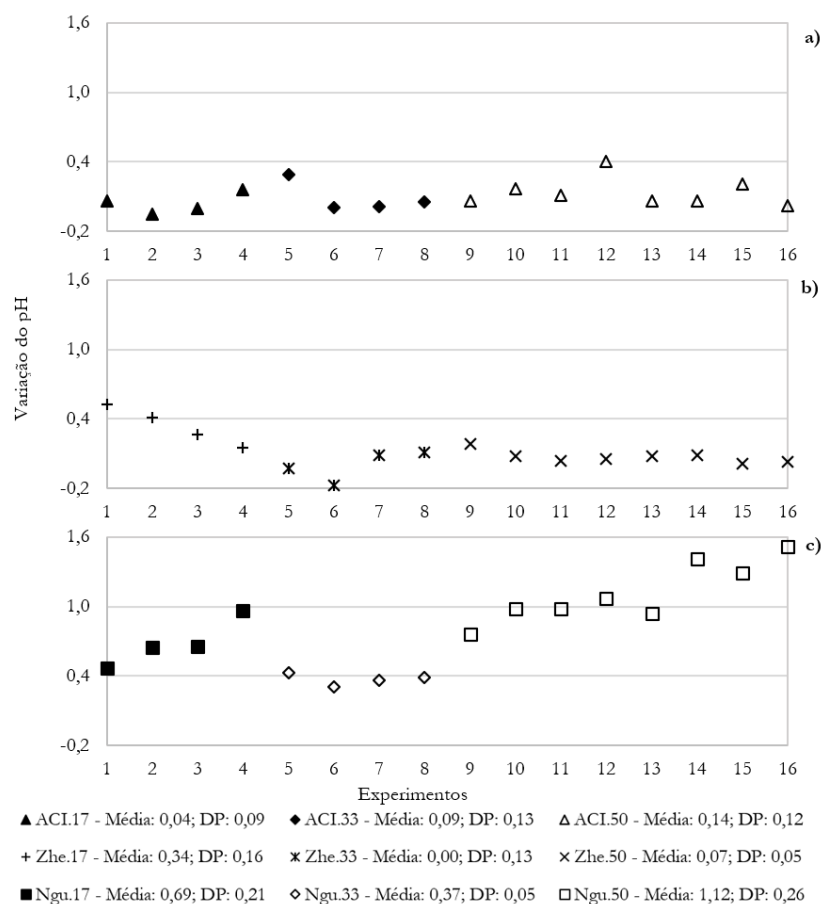 1,6
a)
1,0
0,4
-0,2
1 2 3 4 5 6 7 8 9 10 11 12 13 14 15 16
Variação do pH
1,6
b)
1,0
0,4
-0,2
1 2 3 4 5 6 7 8 9 10 11 12 13 14 15 16
1,6
c)
1,0
0,4
-0,2
1 2 3 4 5 6 7 8 9 10 11 12 13 14 15 16
Experimentos
ACI.17 - Média: 0,04; DP: 0,09 ACI.33 - Média: 0,09; DP: 0,13 ACI.50 - Média: 0,14; DP: 0,12
Zhe.17 - Média: 0,34; DP: 0,16 Zhe.33 - Média: 0,00; DP: 0,13 Zhe.50 - Média: 0,07; DP: 0,05
Ngu.17 - Média: 0,69; DP: 0,21 Ngu.33 - Média: 0,37; DP: 0,05 Ngu.50 - Média: 1,12; DP: 0,26